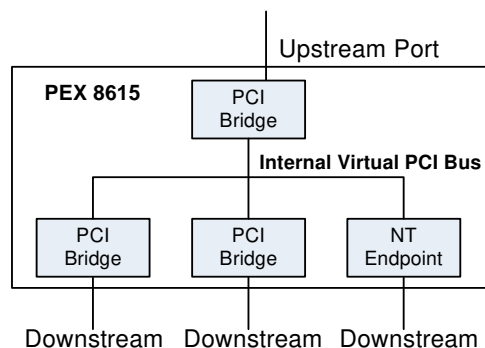 Upstream Port
PEX 8615
PCI
Bridge
Internal Virtual PCI Bus
PCI
Bridge
PCI
Bridge
NT
Endpoint
Downstream
Downstream
Downstream